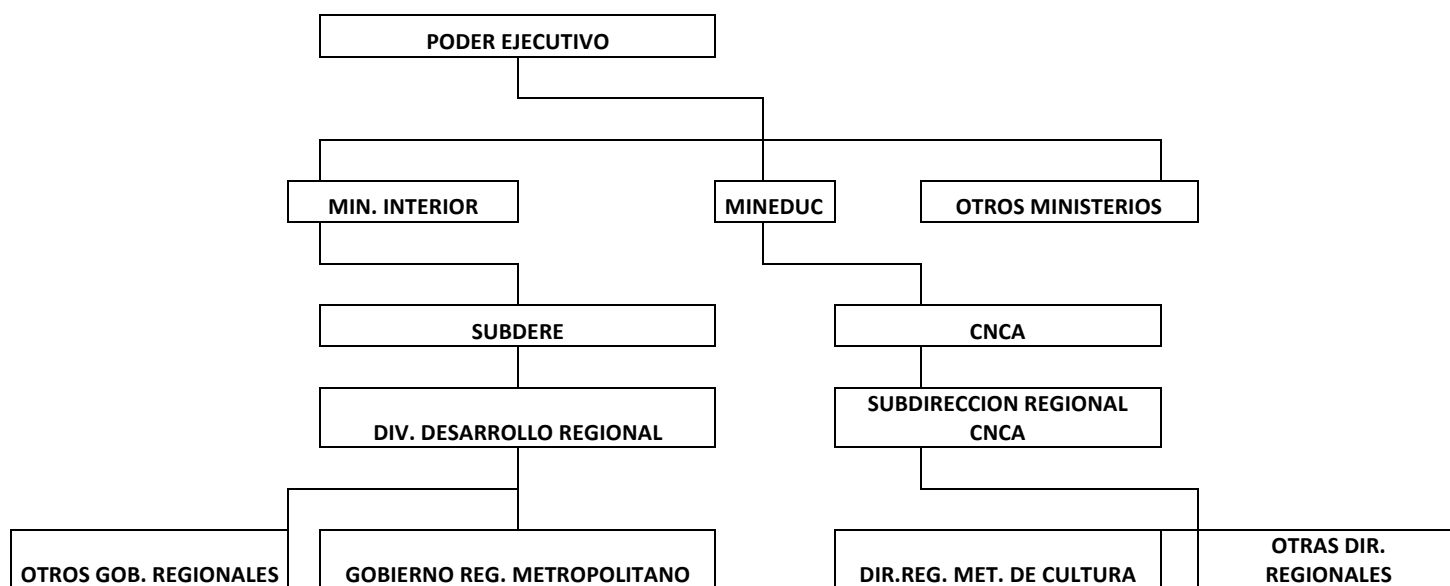 PODER EJECUTIVO
MIN. INTERIOR
MINEDUC
OTROS MINISTERIOS
SUBDERE
CNCA
DIV. DESARROLLO REGIONAL
SUBDIRECCION REGIONAL
CNCA
OTROS GOB. REGIONALES
GOBIERNO REG. METROPOLITANO
DIR.REG. MET. DE CULTURA
OTRAS DIR.
REGIONALES